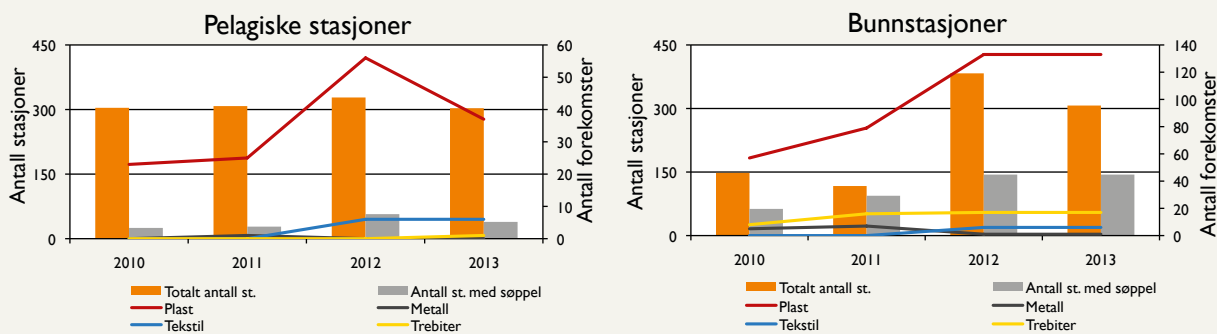 Pelagiske stasjoner
Antall stasjoner
450
300
150
0
60
50
40
30
20
10
0
Antall forekomster
2010 2011 2012 2013
Totalt antall st. Antall st. med søppel
Plast Metall
Tekstil Trebiter
Bunnstasjoner
Antall stasjoner
450
300
150
0
140
120
100
80
60
40
20
0
Antall forekomster
2010 2011 2012 2013
Totalt antall st. Antall st. med søppel
Plast Metall
Tekstil Trebiter